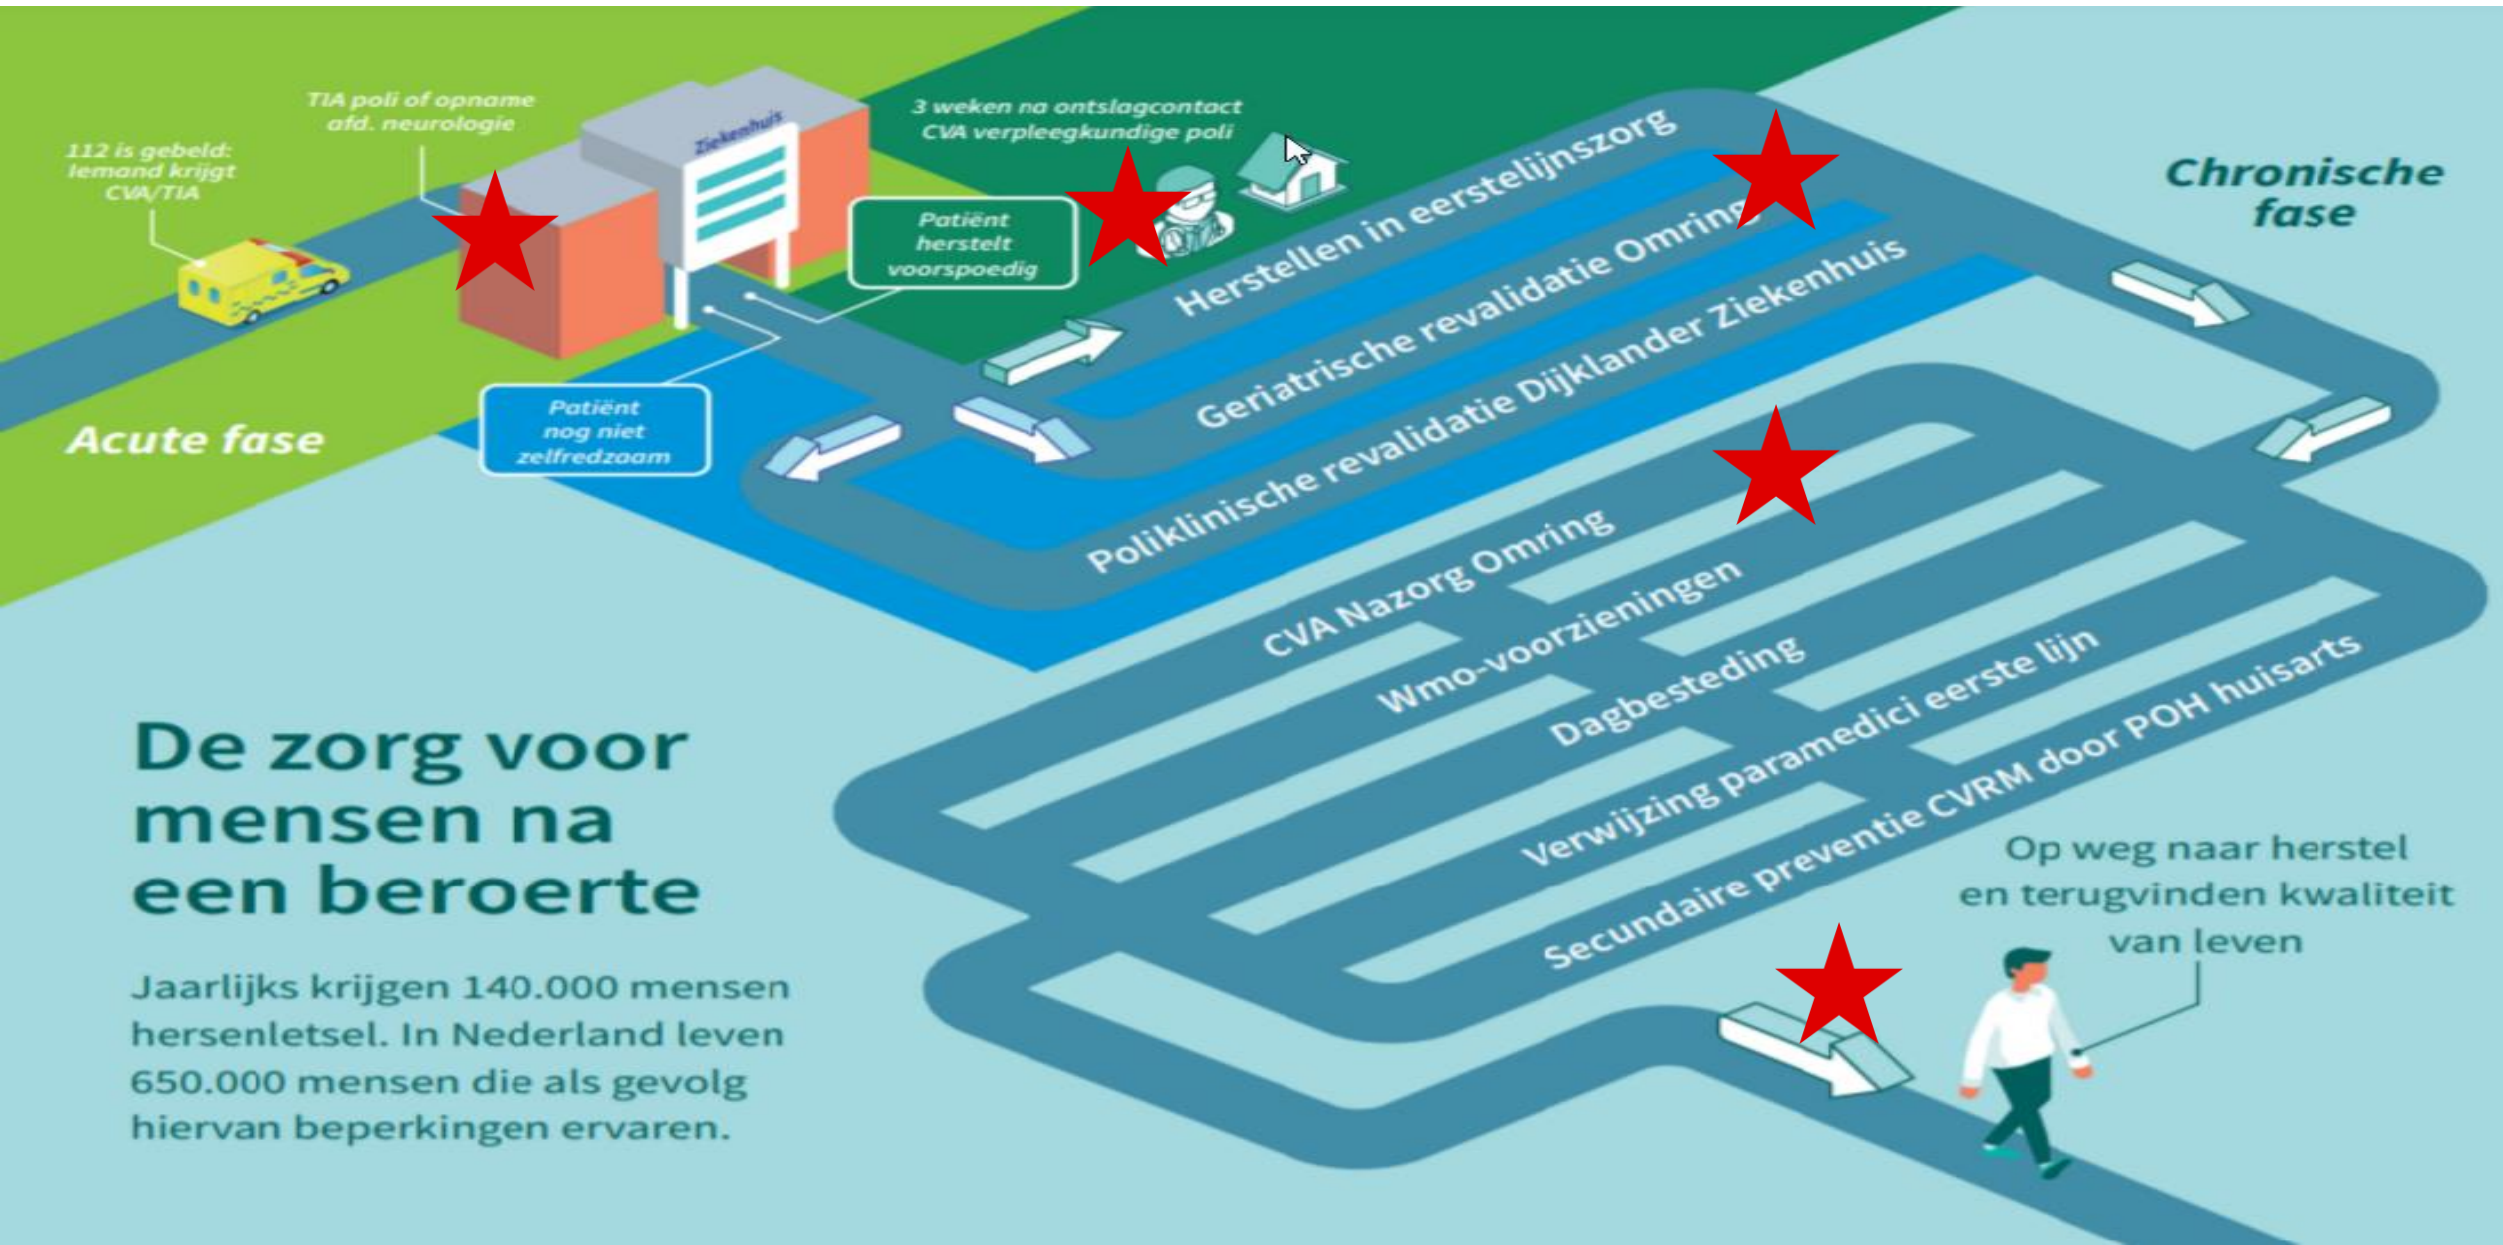 112 is gebeld:
Iemand krijgt
CVA/TIA
TIA poli of opname
afd. neurologie
Ziekenhuis
3 weken na ontslagcontact
CVA verpleegkundige poli
Patiënt
herstelt
voorspoedig
Patiënt
nog niet
zelfredzaam
Acute fase
Herstellen in eerstelijnszorg
Geriatrische revalidatie Omring
Poliklinische revalidatie Dijklander Ziekenhuis
Chronische
fase
CVA Nazorg Omring
Wmo-voorzieningen
Dagbesteding
Verwijzing paramedici eerste lijn
Secundaire preventie CVRM door POH huisarts
De zorg voor
mensen na
een beroerte
Jaarlijks krijgen 140.000 mensen
hersenletsel. In Nederland leven
650.000 mensen die als gevolg
hiervan beperkingen ervaren.
Op weg naar herstel
en terugvinden kwaliteit
van leven